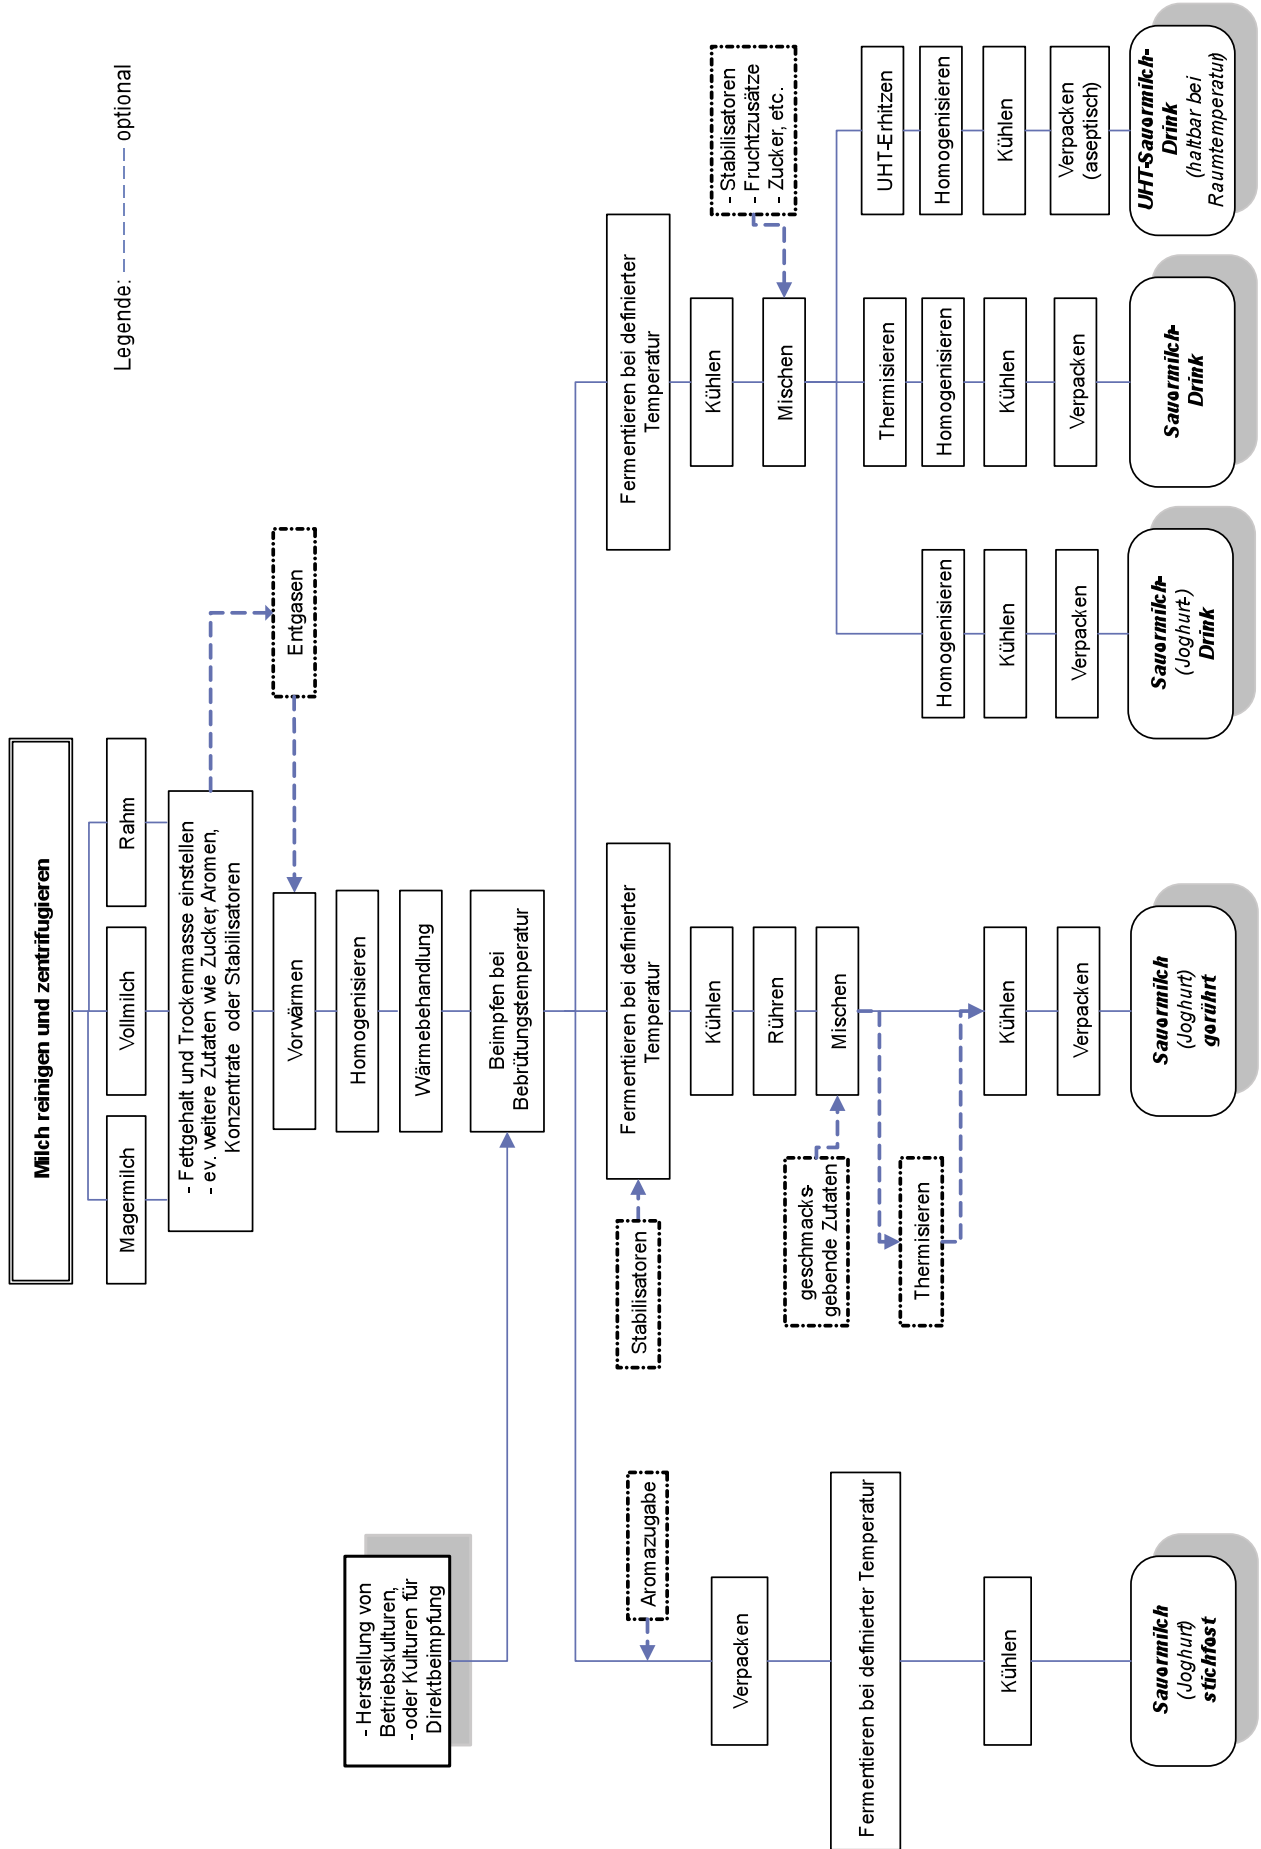 Legende: optional
Milch reinigen und zentrifugieren
Magermilch
Vollmilch
Rahm
- Fettgehalt und Trockenmasse einstellen
- ev. weitere Zutaten wie Zucker, Aromen,
Konzentrate oder Stabilisatoren
Entgasen
Vorwärmen
Homogenisieren
Wärmebehandlung
- Herstellung von
Betriebskulturen,
- oder Kulturen für
Direktbeimpfung
Beimpfen bei
Bebrütungstemperatur
Aromazugabe
Verpacken
Fermentieren bei definierter Temperatur
Kühlen
Sauermilch
(Joghurt)
stichfest
Stabilisatoren
Fermentieren bei definierter
Temperatur
Kühlen
Rühren
geschmacks-
gebende Zutaten
Mischen
Thermisieren
Kühlen
Verpacken
Sauermilch
(Joghurt)
gerührt
Fermentieren bei definierter
Temperatur
Kühlen
- Stabilisatoren
- Fruchtzusätze
- Zucker, etc.
Mischen
Homogenisieren
Kühlen
Verpacken
Sauermilch-
(Joghurt-)
Drink
Thermisieren
Homogenisieren
Kühlen
Verpacken
Sauermilch-
Drink
UHT-Erhitzen
Homogenisieren
Kühlen
Verpacken
(aseptisch)
UHT-Sauermilch-
Drink
(haltbar bei
Raumtemperatur)